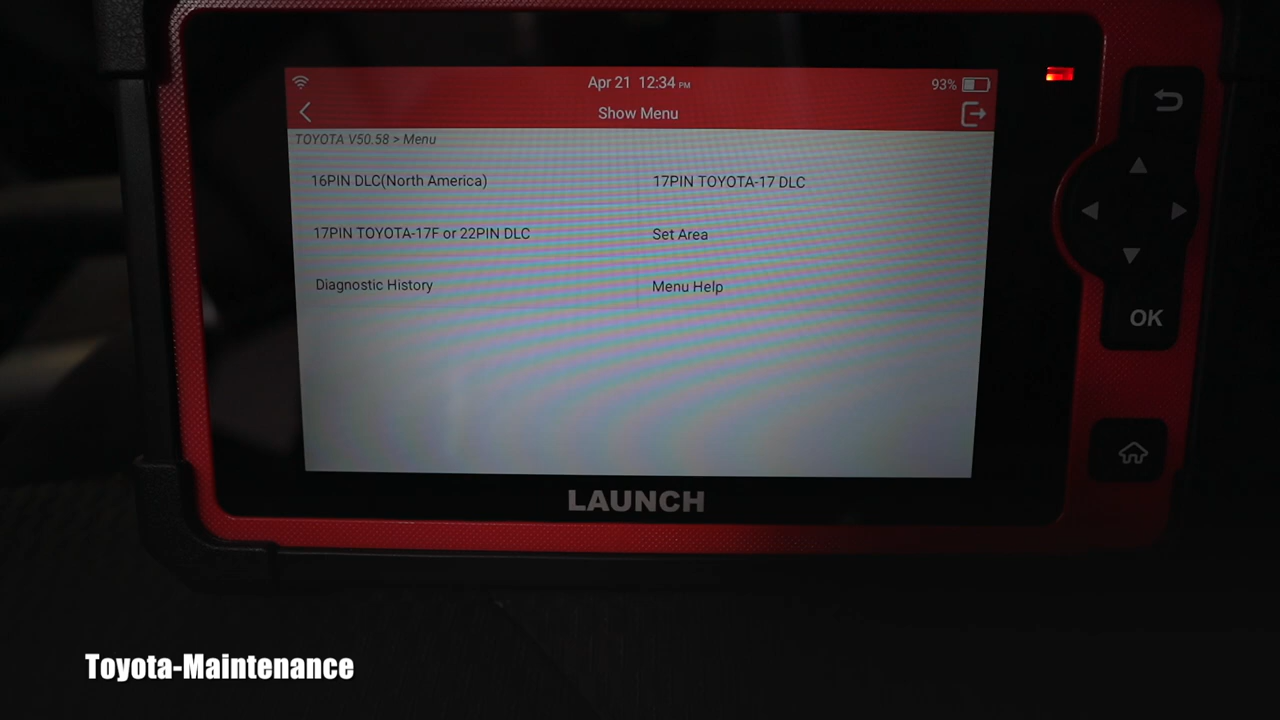 Apr 21 12:34 PM
93%
Show Menu
TOYOTA V50.58 > Menu
16PIN DLC(North America)
17PIN TOYOTA-17 DLC
17PIN TOYOTA-17F or 22PIN DLC
Set Area
Diagnostic History
Menu Help
OK
LAUNCH
Toyota-Maintenance